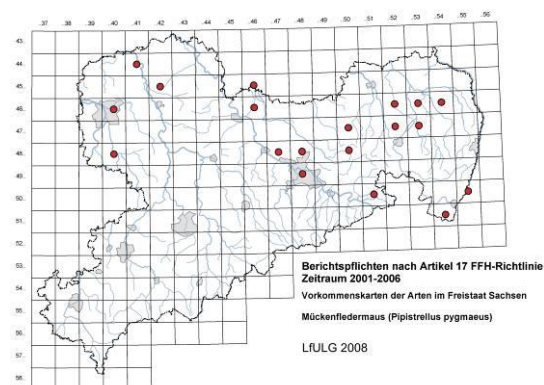 .37 .38 .39 .40 .41 .42 .43 .44 .45 .46 .47 .48 .49 .50 .51 .52 .53 .54 .55 .56
43.
44.
45.
46.
47.
48.
49.
50.
51.
52.
53.
54.
55.
56.
57.
58.
Berichtspflichten nach Artikel 17 FFH-Richtlinie
Zeitraum 2001-2006
Vorkommenskarten der Arten im Freistaat Sachsen
Mückenfledermaus (Pipistrellus pygmaeus)
LfULG 2008